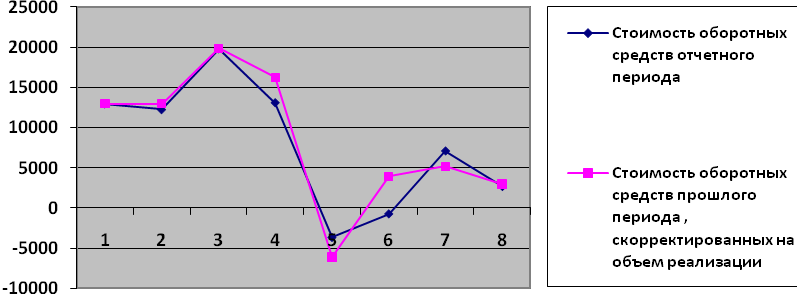 25000
20000
15000
10000
5000
0
-5000
-10000
1 2 3 4 5 6 7 8
Стоимость оборотных
средств отчетного
периода
Стоимость оборотных
средств прошлого
периода ,
скорректированных на
объем реализации